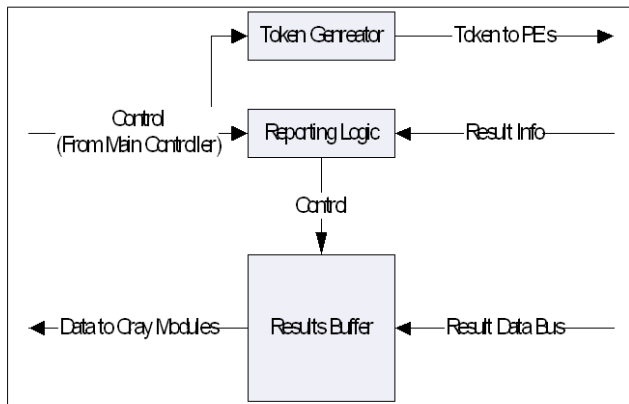 Token Genreator
Token to PEs
Control
(From Main Controller)
Reporting Logic
Result Info
Control
Data to Cray Modules
Results Buffer
Result Data Bus